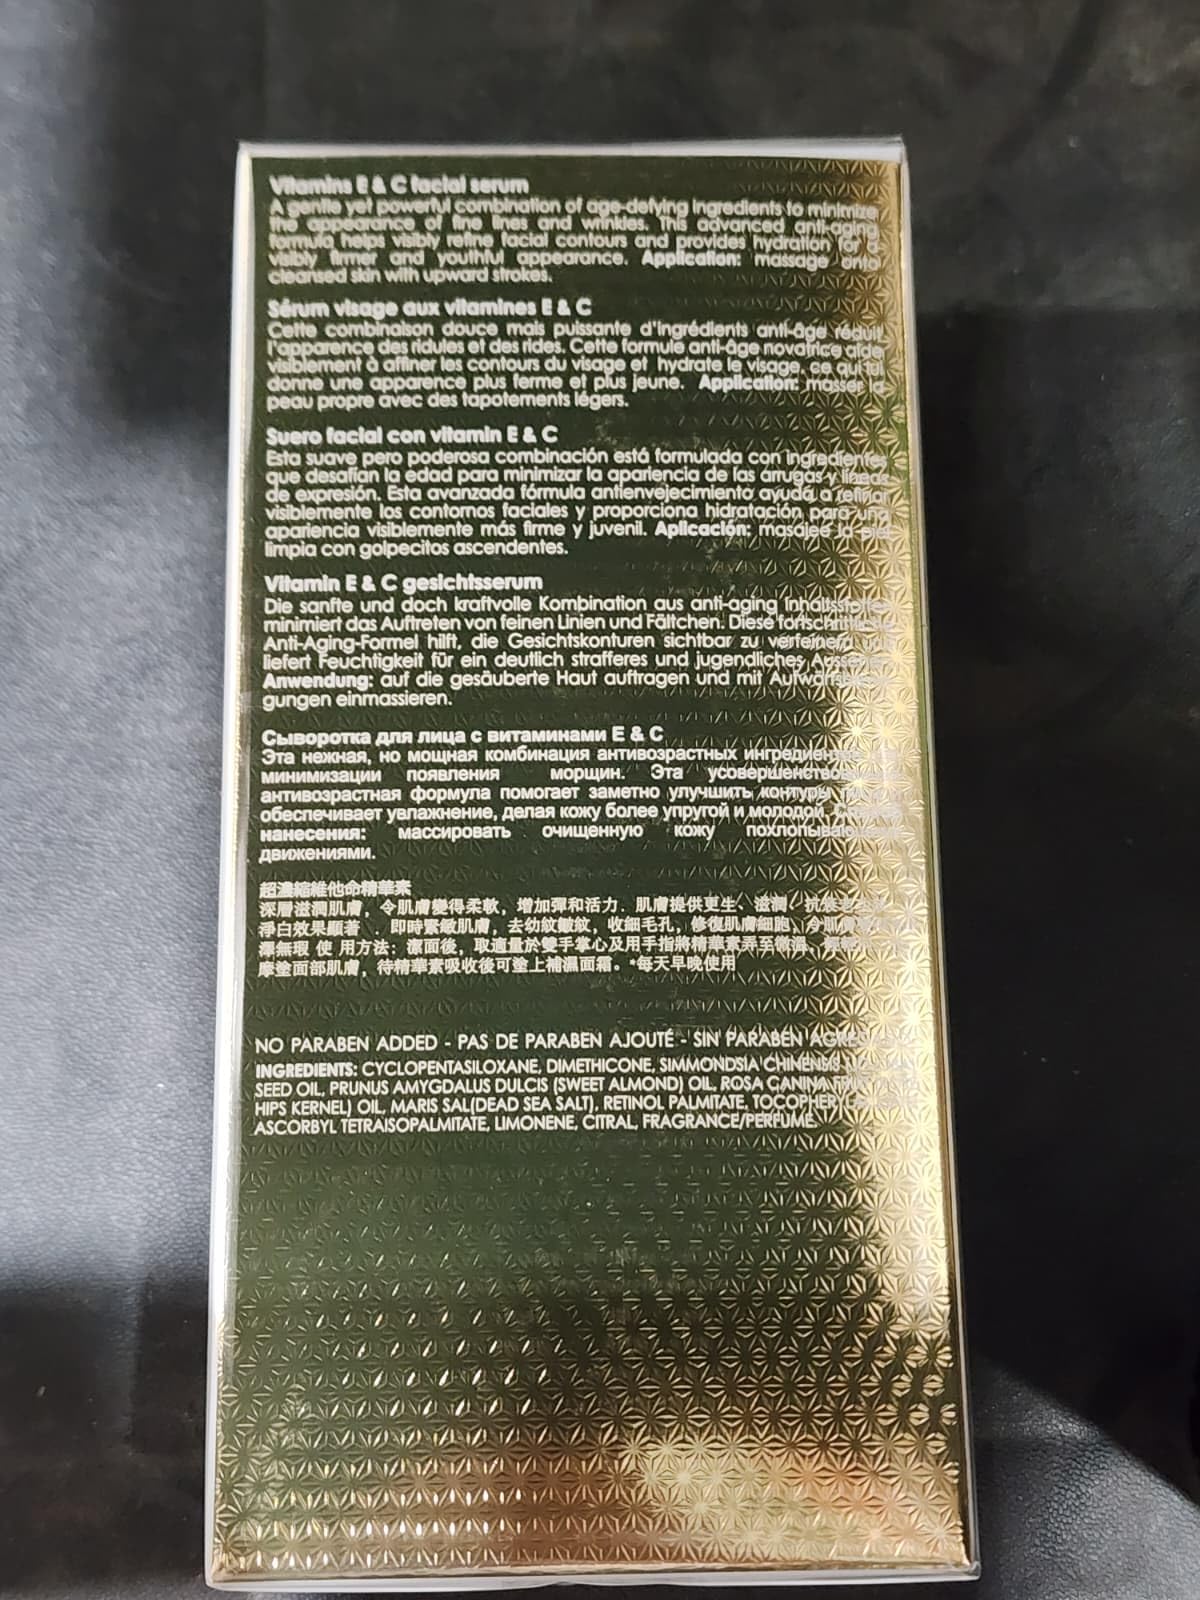 Vitamins E & C facial serum
A gentle yet powerful combination of age-defying ingredients to minimize
the appearance of fine lines and wrinkles. This advanced anti-aging
formula helps visibly refine facial contours and provides hydration for a
visibly firmer and youthful appearance. Application: massage onto
cleansed skin with upward strokes.
Sérum visage aux vitamines E & C
Cette combinaison douce mais puissante d'ingrédients anti-âge réduit
l'apparence des ridules et des rides. Cette formule anti-âge novatrice aide
visiblement à affiner les contours du visage et hydrate le visage, ce qui lui
donne une apparence plus ferme et plus jeune. Application: masser la
peau propre avec des tapotements légers.
Suero facial con vitamin E & C
Esta suave pero poderosa combinación está formulada con ingredientes
que desafían la edad para minimizar la apariencia de las arrugas y líneas
de expresión. Esta avanzada fórmula antienvejecimiento ayuda a refinar
visiblemente los contornos faciales y proporciona hidratación para una
apariencia visiblemente más firme y juvenil. Aplicación: masajee la piel
limpia con golpecitos ascendentes.
Vitamin E & C gesichtsserum
Die sanfte und doch kraftvolle Kombination aus anti-aging
minimiert das Auftreten von feinen Linien und Fältchen. Diese
Anti-Aging-Formel hilft, die Gesichtskonturen sichtbar zu verfeinern
liefert Feuchtigkeit für ein deutlich strafferes und jugendliches
Anwendung: auf die gesäuberte Haut auftragen und mit
gungen einmassieren.
Сыворотка для лица с витаминами E & C
Эта нежная, но мощная комбинация антивозрастных
минимизации появления морщин. Эта
антивозрастная формула помогает заметно улучшить контуры
обеспечивает увлажнение, делая кожу более упругой и молодой.
нанесения: массировать очищенную кожу
движениями.
超濃縮維他命精華素
深層滋潤肌膚，令肌膚變得柔軟，增加彈和活力．肌膚提供更生、滋潤、
淨白效果顯著 ．即時緊緻肌膚，去幼紋皺紋，收細毛孔，修復肌膚細胞，
澤無瑕 使 用方法：潔面後，取適量於雙手掌心及用手指將精華素弄至微溫，
摩塗面部肌膚，待精華素吸收後可塗上補濕面霜。*每天早晚使用
NO PARABEN ADDED - PAS DE PARABEN AJOUTÉ - SIN PARABEN
INGREDIENTS: CYCLOPENTASILOXANE, DIMETHICONE, SIMMONDSIA CHINENSIS
SEED OIL, PRUNUS AMYGDALUS DULCIS (SWEET ALMOND) OIL, ROSA CANINA
HIPS KERNEL) OIL, MARIS SAL(DEAD SEA SALT), RETINOL PALMITATE,
ASCORBYL TETRAISOPALMITATE, LIMONENE, CITRAL, FRAGRANCE/PERFUME.